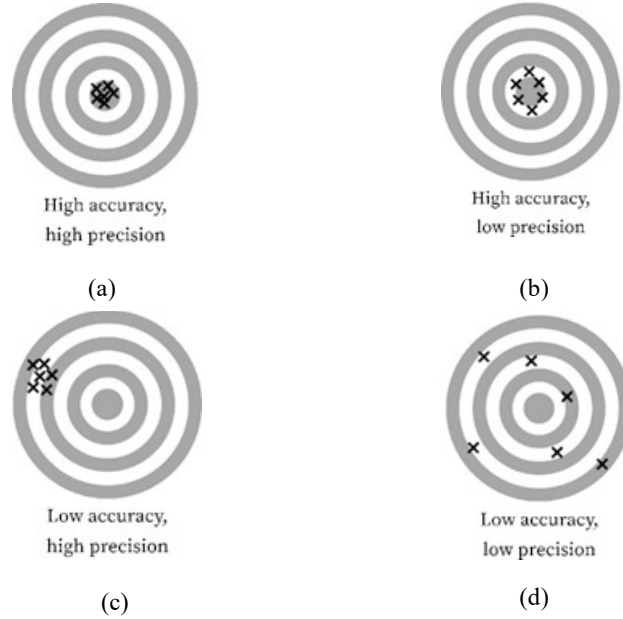 High accuracy,
high precision
(a)
High accuracy,
low precision
(b)
Low accuracy,
high precision
(c)
Low accuracy,
low precision
(d)